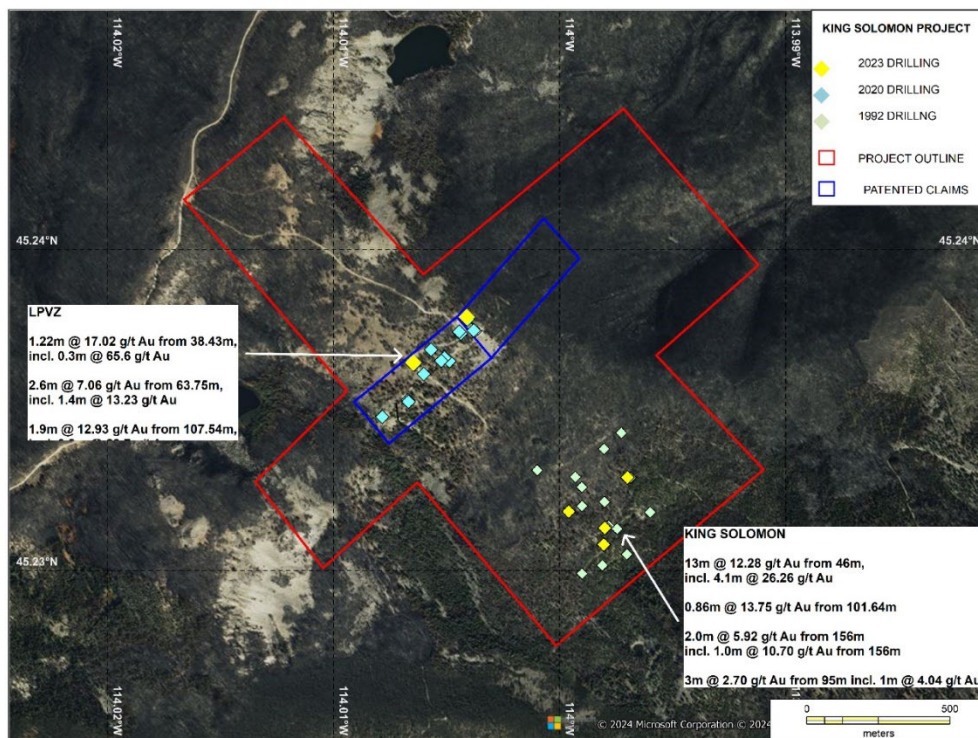 114.02°W
114.01°W
114°W
113.99°W
KING SOLOMON PROJECT
2023 DRILLING
2020 DRILLING
1992 DRILLNG
PROJECT OUTLINE
PATENTED CLAIMS
45.24°N
45.24°N
LPVZ
1.22m @ 17.02 g/t Au from 38.43m,
incl. 0.3m @ 65.6 g/t Au
2.6m @ 7.06 g/t Au from 63.75m,
incl. 1.4m @ 13.23 g/t Au
1.9m @ 12.93 g/t Au from 107.54m,
45.23°N
KING SOLOMON
13m @ 12.28 g/t Au from 46m,
incl. 4.1m @ 26.26 g/t Au
0.86m @ 13.75 g/t Au from 101.64m
2.0m @ 5.92 g/t Au from 156m
incl. 1.0m @ 10.70 g/t Au from 156m
3m @ 2.70 g/t Au from 95m incl. 1m @ 4.04 g/t Au
114.02°W
114.01°W
114°W
© 2024 Microsoft Corporation © 2024
0 500
meters